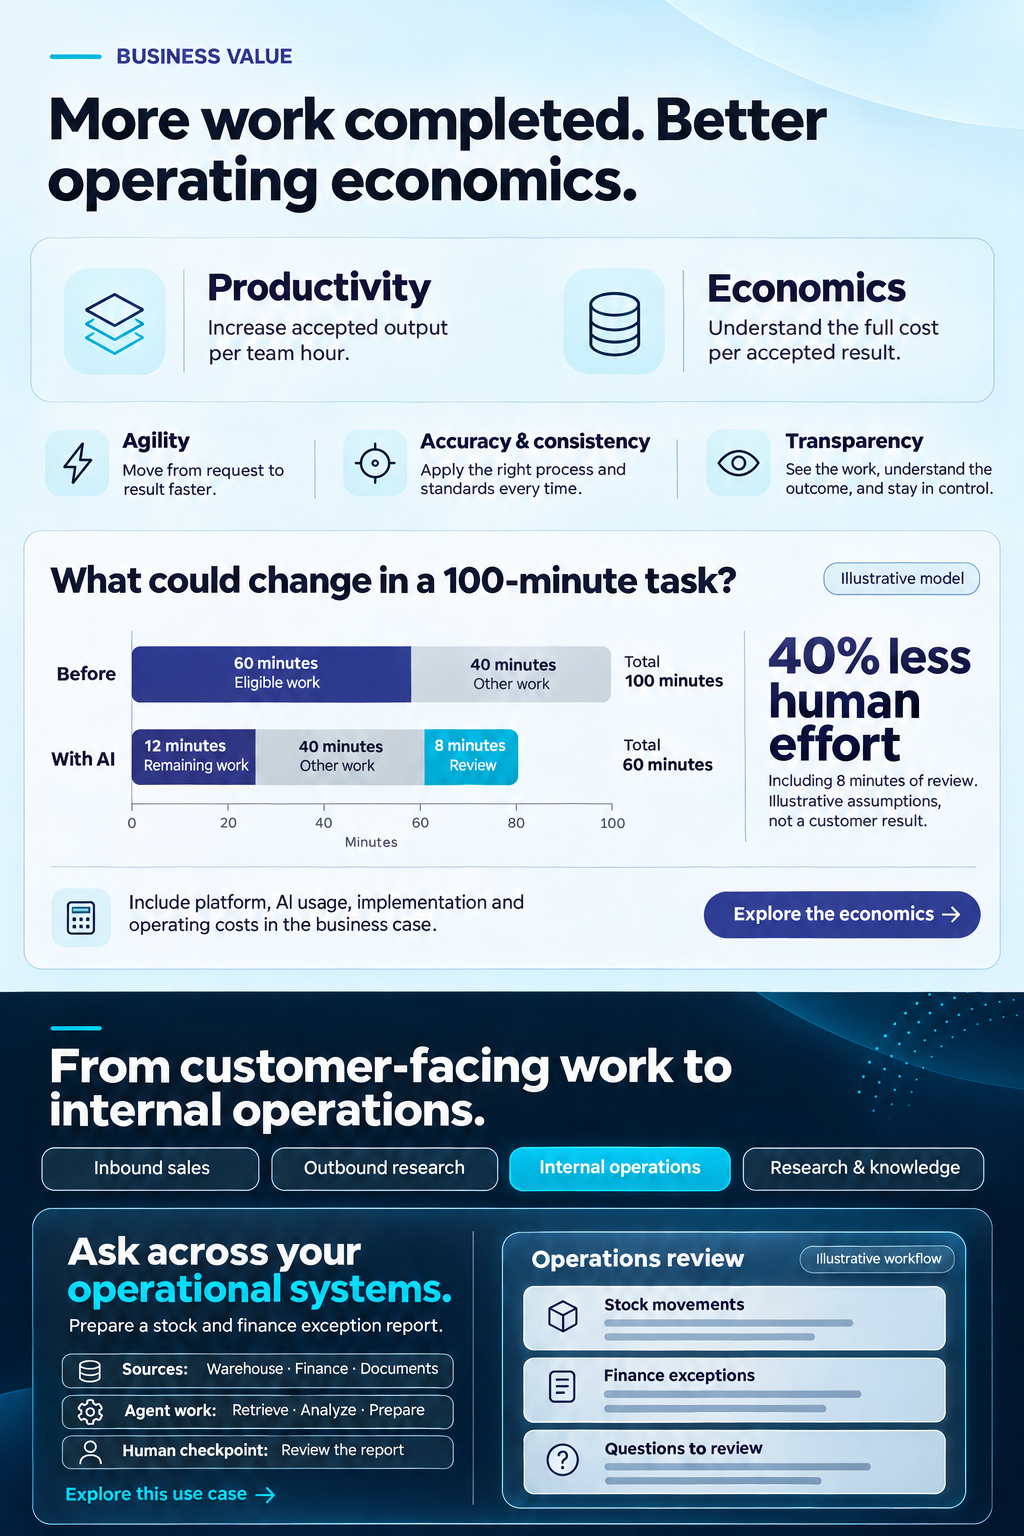 BUSINESS VALUE
More work completed. Better
operating economics.
Productivity
Increase accepted output
per team hour.
Economics
Understand the full cost
per accepted result.
Agility
Move from request to
result faster.
Accuracy & consistency
Apply the right process and
standards every time.
Transparency
See the work, understand the
outcome, and stay in control.
What could change in a 100-minute task?
Illustrative model
Before
60 minutes
Eligible work
40 minutes
Other work
Total
100 minutes
With AI
12 minutes
Remaining work
40 minutes
Other work
8 minutes
Review
Total
60 minutes
0 20 40 60 80 100
Minutes
40% less
human
effort
Including 8 minutes of review.
Illustrative assumptions,
not a customer result.
Include platform, AI usage, implementation and
operating costs in the business case.
Explore the economics →
From customer-facing work to
internal operations.
Inbound sales
Outbound research
Internal operations
Research & knowledge
Ask across your
operational systems.
Prepare a stock and finance exception report.
Sources: Warehouse · Finance · Documents
Agent work: Retrieve · Analyze · Prepare
Human checkpoint: Review the report
Explore this use case →
Operations review
Illustrative workflow
Stock movements
Finance exceptions
Questions to review